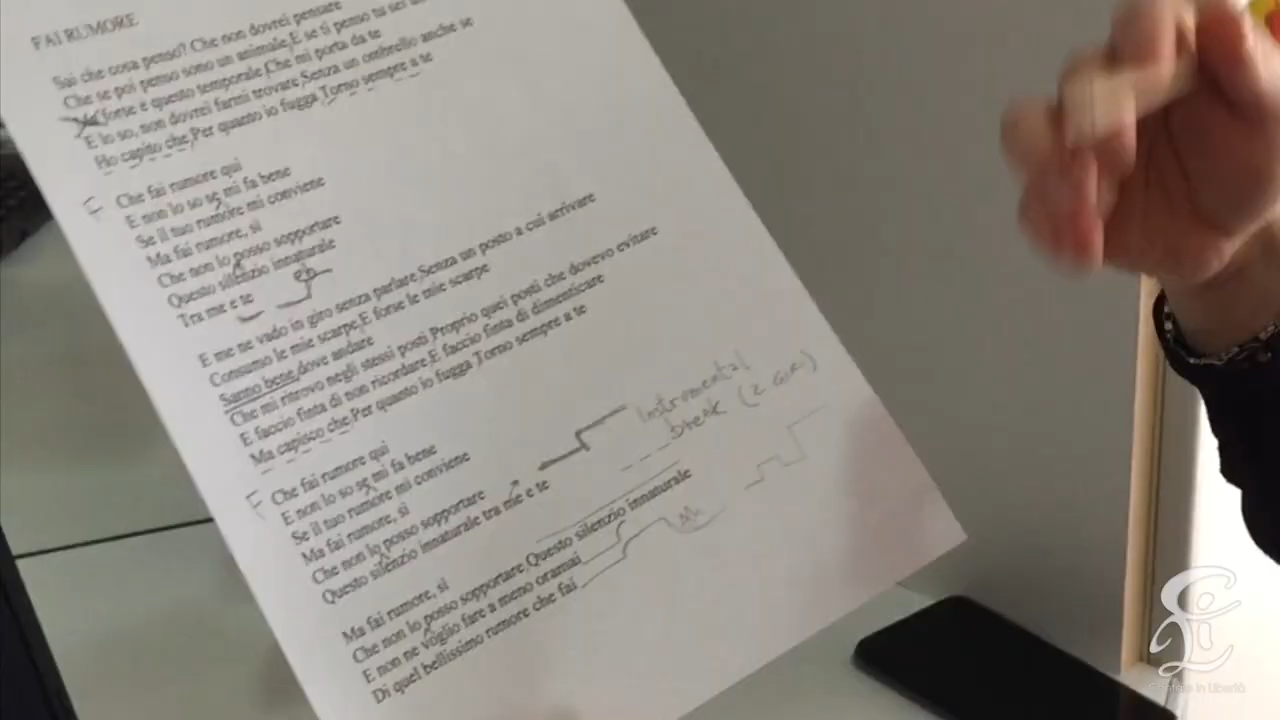 FAI RUMORE
Sai che cosa penso? Che non dovrei pensare
Che se poi penso sono un animale,E se ti penso tu sei un
forse è questo temporale,Che mi porta da te
E lo so, non dovrei farmi trovare,Senza un ombrello anche se
Ho capito che,Per quanto io fugga,Torno sempre a te
F Che fai rumore qui
E non lo so se mi fa bene
Se il tuo rumore mi conviene
Ma fai rumore, sì
Che non lo posso sopportare
Questo silenzio innaturale
Tra me e te
E me ne vado in giro senza parlare,Senza un posto a cui arrivare
Consumo le mie scarpe,E forse le mie scarpe
Sanno bene dove andare
Che mi ritrovo negli stessi posti,Proprio quei posti che dovevo evitare
E faccio finta di non ricordare,E faccio finta di dimenticare
Ma capisco che,Per quanto io fugga,Torno sempre a te
Instrumental
break (2 GIRI)
F Che fai rumore qui
E non lo so se mi fa bene
Se il tuo rumore mi conviene
Ma fai rumore, sì
Che non lo posso sopportare
Questo silenzio innaturale tra me e te
Ma fai rumore, sì
Che non lo posso sopportare,Questo silenzio innaturale
E non ne voglio fare a meno oramai
Di quel bellissimo rumore che fai
Cantare in Libertà